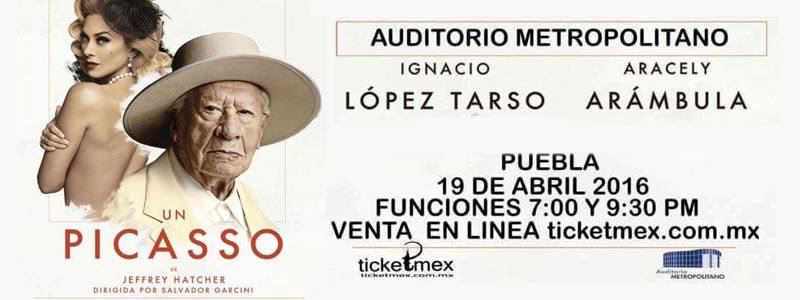 UN
PICASSO
DE
JEFFREY HATCHER
DIRIGIDA POR SALVADOR GARCINI
AUDITORIO METROPOLITANO
IGNACIO ARACELY
LÓPEZ TARSO ARÁMBULA
PUEBLA
19 DE ABRIL 2016
FUNCIONES 7:00 Y 9:30 PM
VENTA EN LINEA ticketmex.com.mx
ticketmex
ticketmex.com.mx
Auditorio
METROPOLITANO